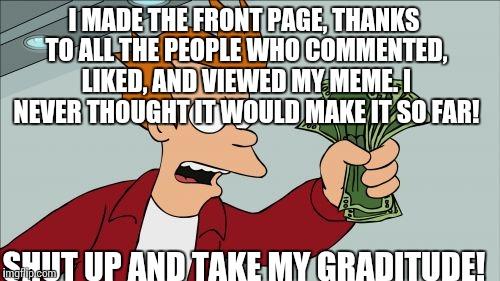 I MADE THE FRONT PAGE, THANKS
TO ALL THE PEOPLE WHO COMMENTED,
LIKED, AND VIEWED MY MEME. I
NEVER THOUGHT IT WOULD MAKE IT SO FAR!
SHUT UP AND TAKE MY GRADITUDE!
imgflip.com